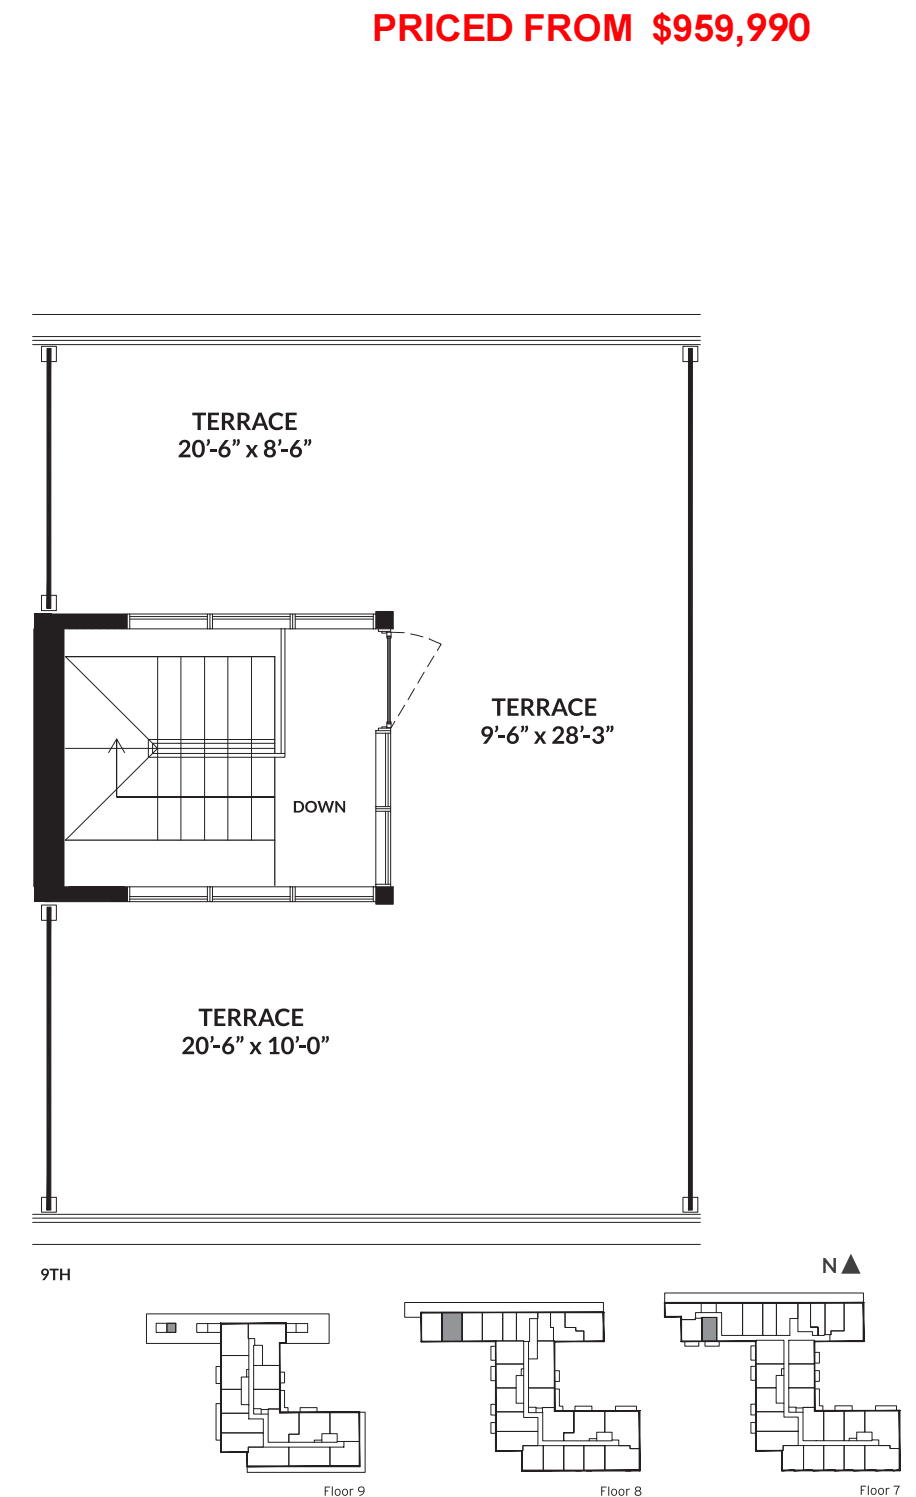 PRICED FROM $959,990
TERRACE
20’-6” x 8’-6”
TERRACE
9’-6” x 28’-3”
DOWN
TERRACE
20’-6” x 10’-0”
9TH
N
Floor 9
Floor 8
Floor 7